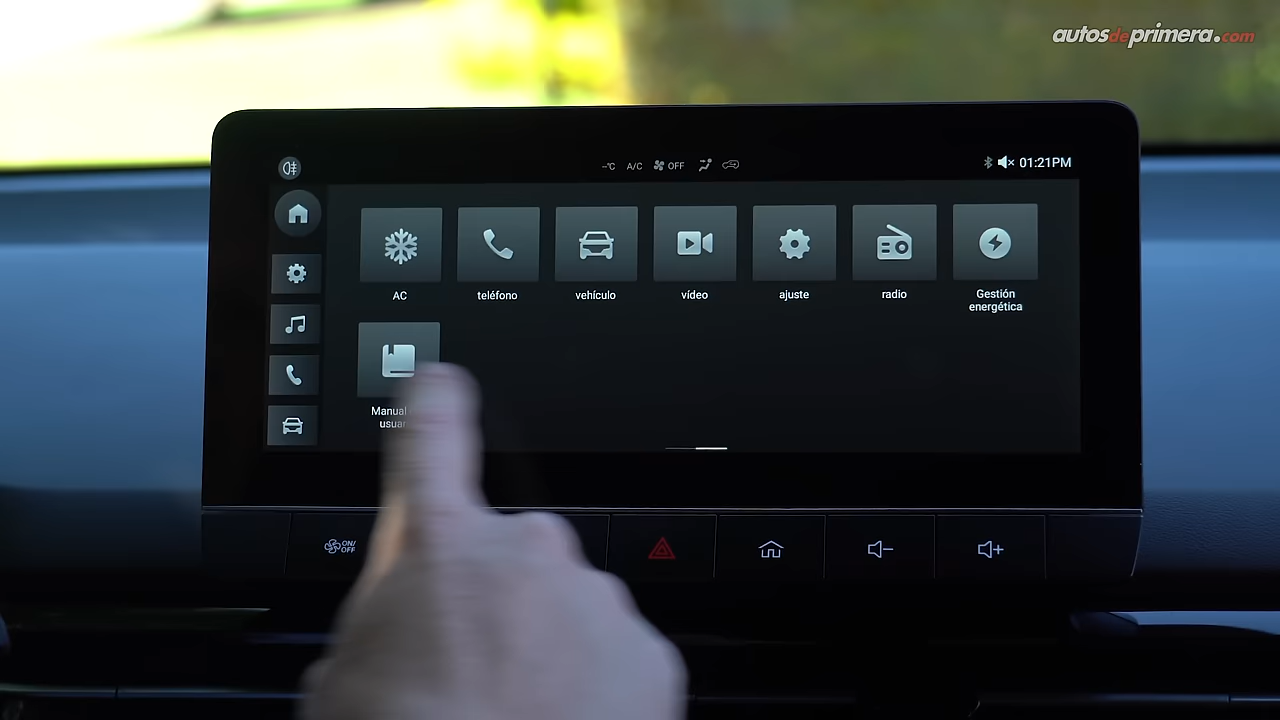 autosdeprimera.com
--°C A/C OFF 01:21PM
AC teléfono vehículo vídeo ajuste radio Gestión
energética
Manual
ON/
OFF